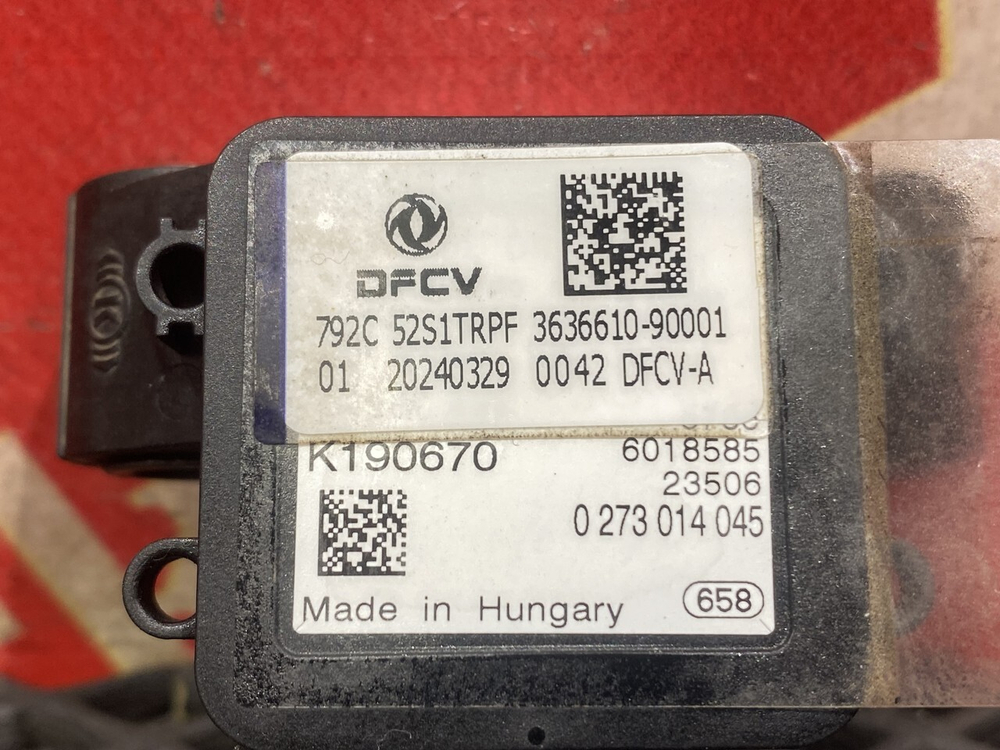 DFCV
792C 52S1TRPF 3636610-90001
01 20240329 0042 DFCV-A
K190670
6018585
23506
0 273 014 045
Made in Hungary
658